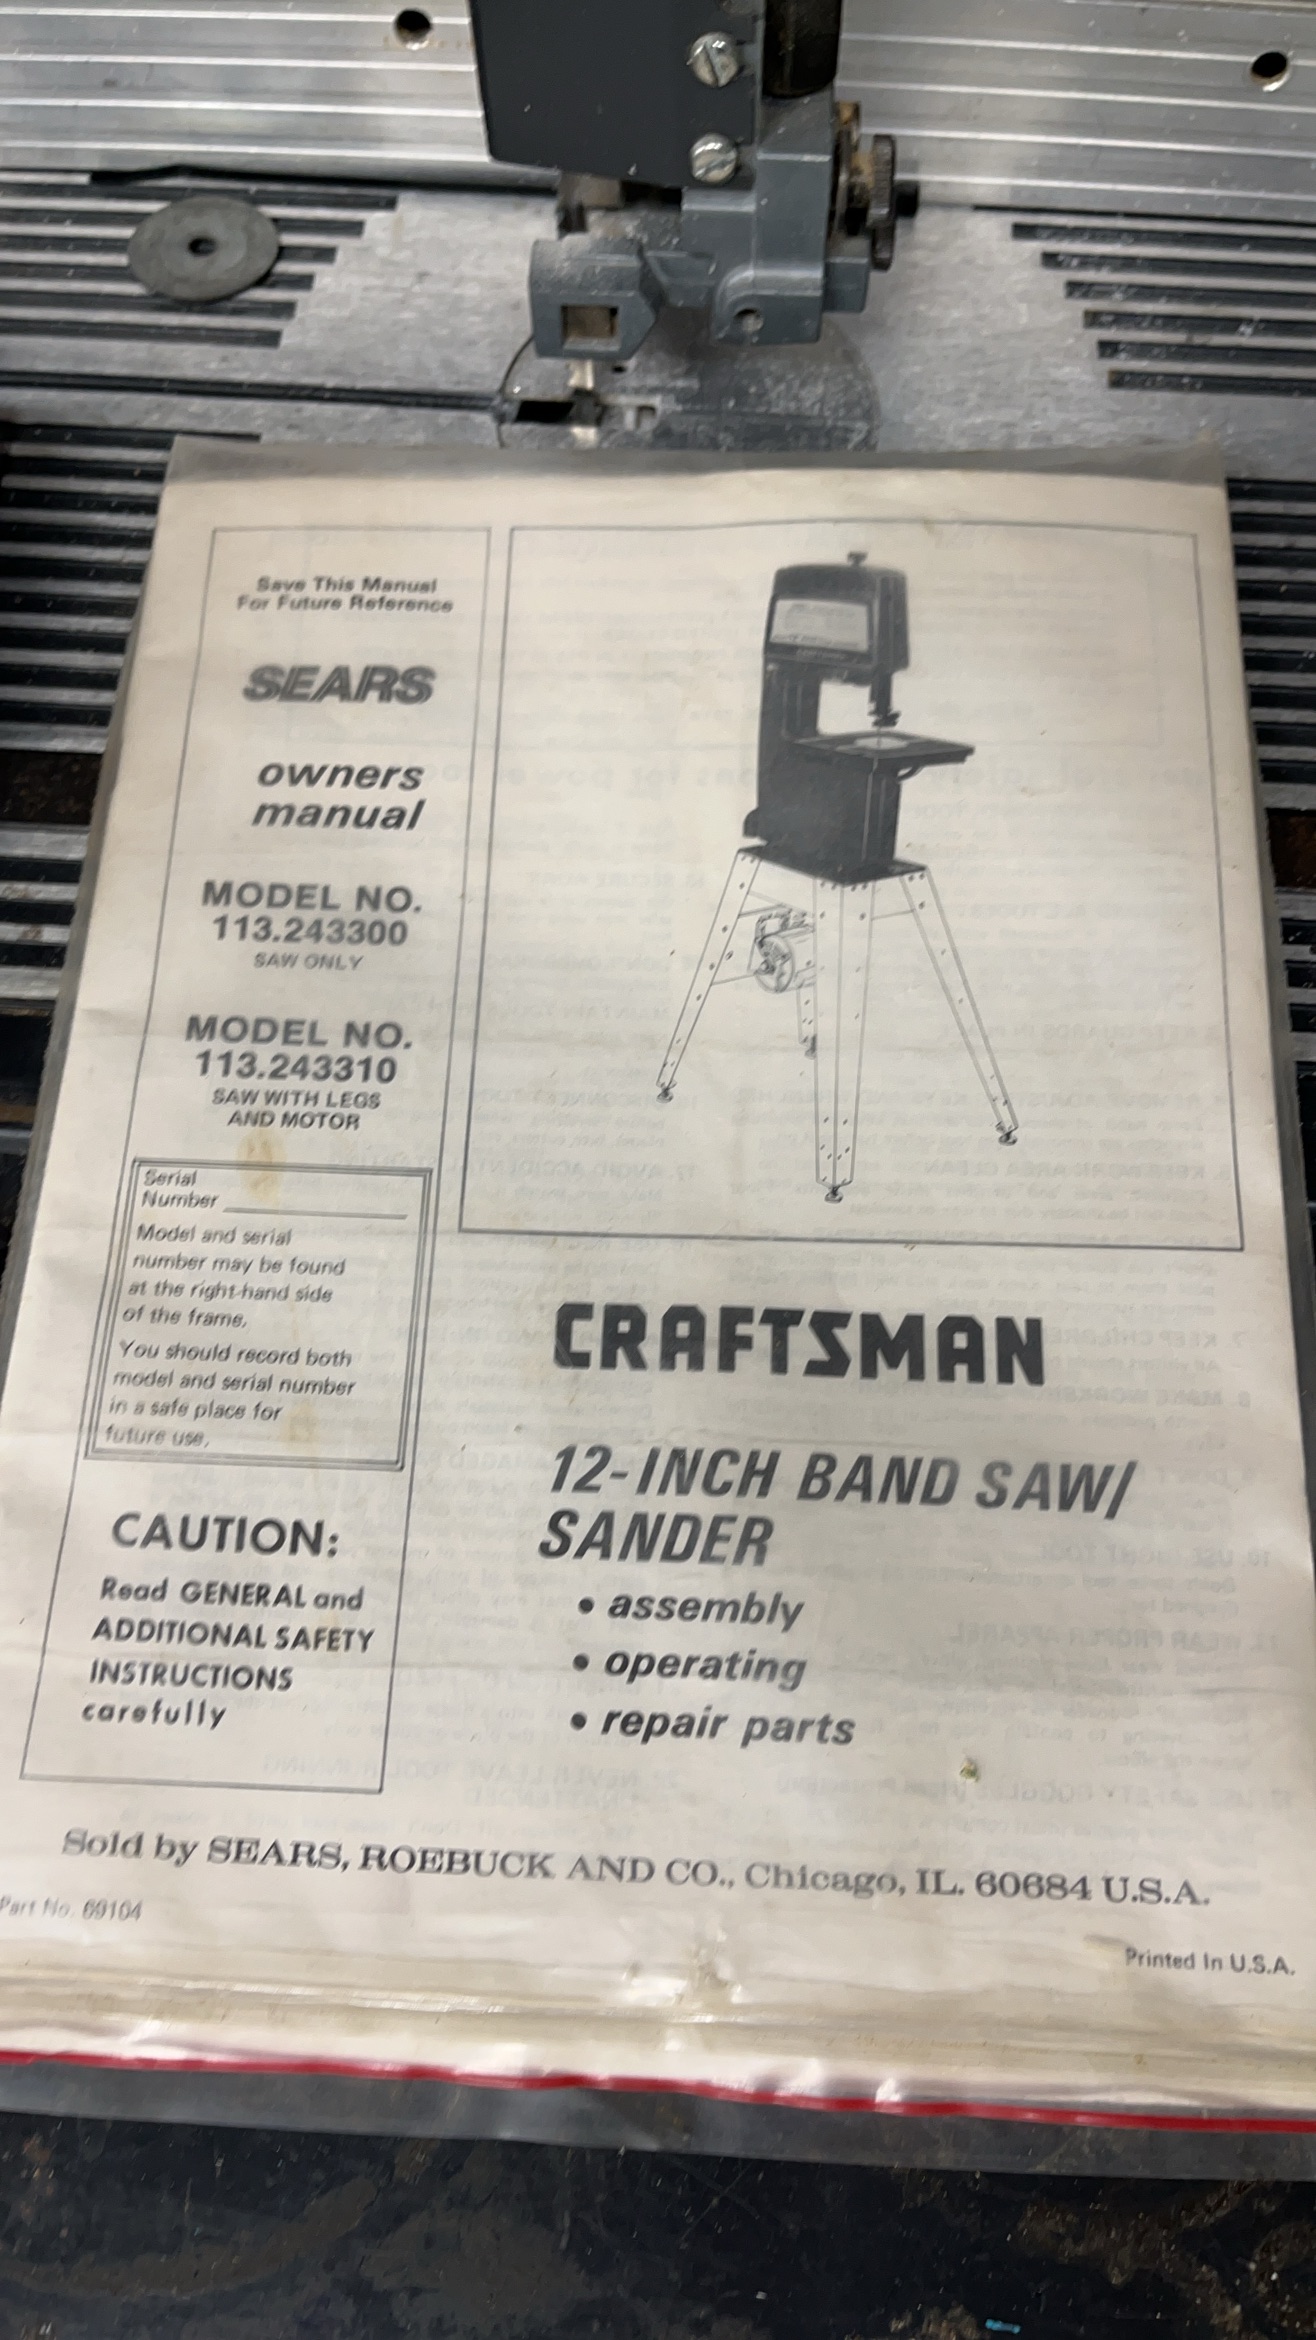 Save This Manual
For Future Reference
SEARS
owners
manual
MODEL NO.
113.243300
SAW ONLY
MODEL NO.
113.243310
SAW WITH LEGS
AND MOTOR
Serial
Number
Model and serial
number may be found
at the right-hand side
of the frame.
You should record both
model and serial number
in a safe place for
future use.
CAUTION:
Read GENERAL and
ADDITIONAL SAFETY
INSTRUCTIONS
carefully
CRAFTSMAN
12-INCH BAND SAW/
SANDER
• assembly
• operating
• repair parts
Sold by SEARS, ROEBUCK AND CO., Chicago, IL. 60684 U.S.A.
Part No. 69104
Printed In U.S.A.